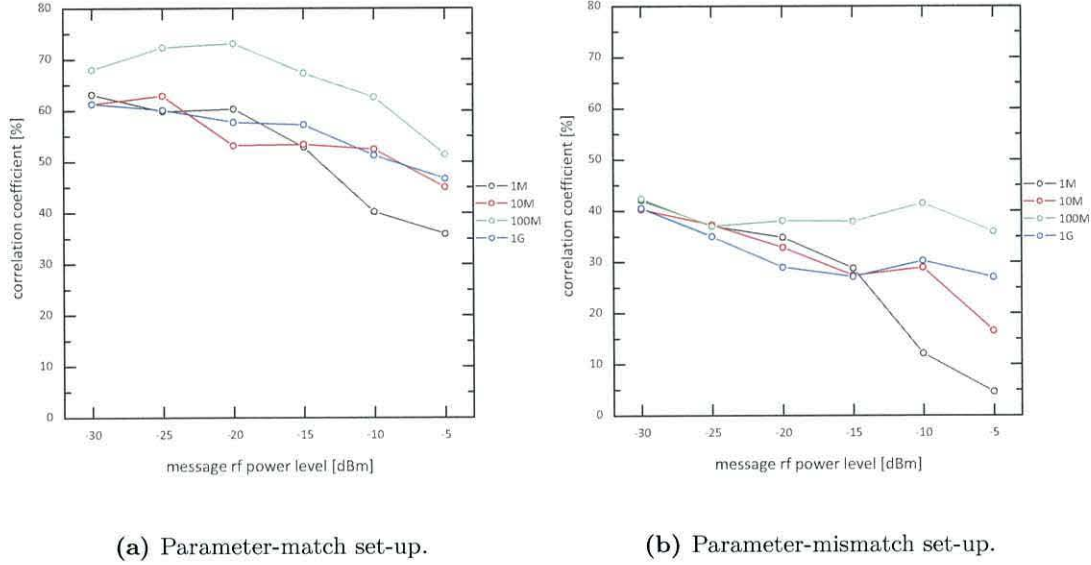 80
70
60
50
40
30
20
10
0
correlation coefficient [%]
-30 -25 -20 -15 -10 -5
message rf power level [dBm]
1M
10M
100M
1G
(a) Parameter-match set-up.
80
70
60
50
40
30
20
10
0
correlation coefficient [%]
-30 -25 -20 -15 -10 -5
message rf power level [dBm]
1M
10M
100M
1G
(b) Parameter-mismatch set-up.